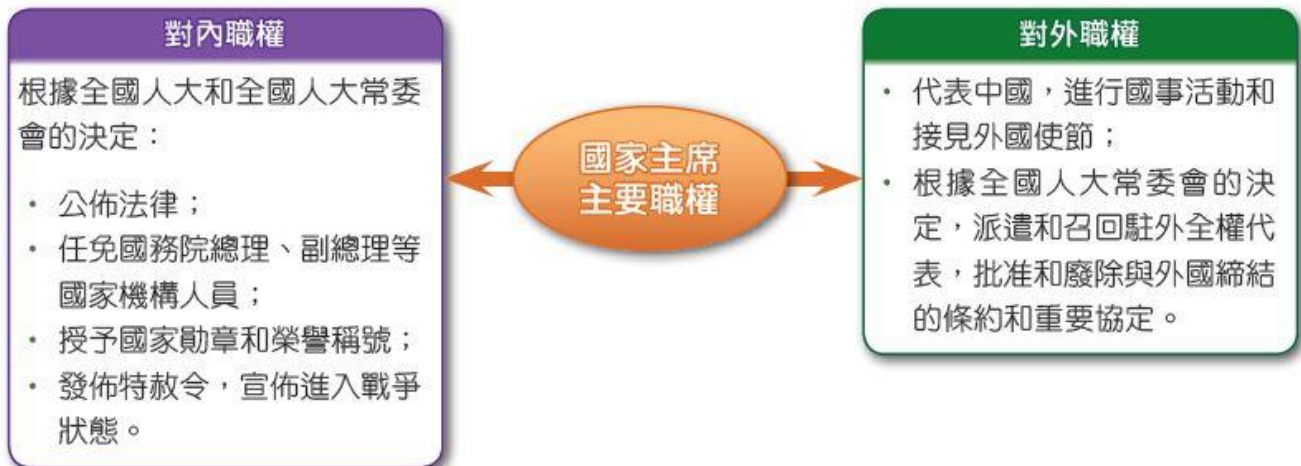 對內職權
根據全國人大和全國人大常委
會的決定：
• 公佈法律；
• 任免國務院總理、副總理等
國家機構人員；
• 授予國家勛章和榮譽稱號；
• 發佈特赦令，宣佈進入戰爭
狀態。
國家主席
主要職權
對外職權
• 代表中國，進行國事活動和
接見外國使節；
• 根據全國人大常委會的決
定，派遣和召回駐外全權代
表，批准和廢除與外國締結
的條約和重要協定。